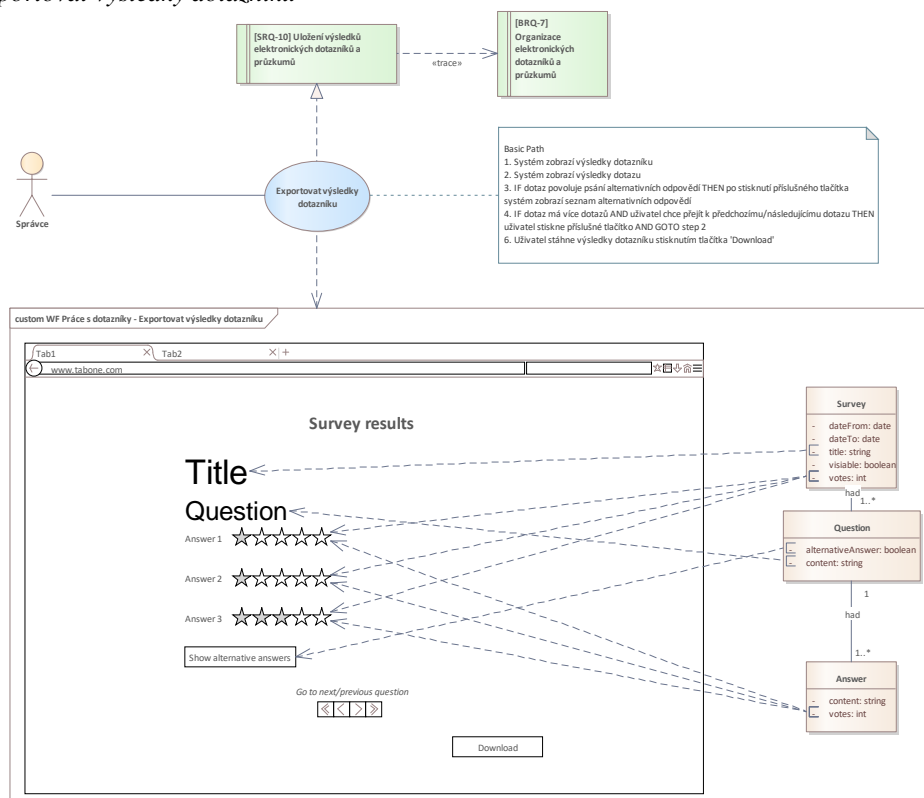 Exportovat výsledky dotazníku
[SRQ-10] Uložení výsledků
elektronických dotazníků a
průzkumů
«trace»
[BRQ-7]
Organizace
elektronických
dotazníků a
průzkumů
Správce
Exportovat výsledky
dotazníku
Basic Path
1. Systém zobrazí výsledky dotazníku
2. Systém zobrazí výsledky dotazu
3. IF dotaz povoluje psání alternativních odpovědí THEN po stisknutí příslušného tlačítka
systém zobrazí seznam alternativních
odpovědí
4. IF dotaz má více dotazů AND uživatel chce přejít k předchozímu/následujícímu dotazu THEN
uživatel stiskne příslušné tlačítko AND GOTO step 2
6. Uživatel stáhne výsledky dotazníku stisknutím tlačítka 'Download'
custom WF Práce s dotazníky - Exportovat výsledky dotazníku
Tab1
Tab2
www.tabone.com
Survey results
Title
Question
Answer 1
Answer 2
Answer 3
Show alternative answers
Go to next/previous question
Download
Survey
- dateFrom: date
- dateTo: date
- title: string
- visiable: boolean
- votes: int
had
1..*
Question
- alternativeAnswer: boolean
- content: string
1
had
1..*
Answer
- content: string
- votes: int